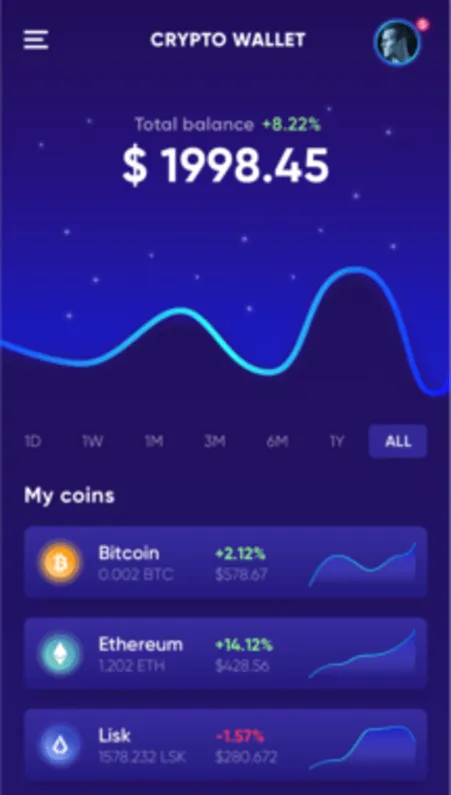 CRYPTO WALLET
Total balance +8.22%
$ 1998.45
1D 1W 1M 3M 6M 1Y ALL
My coins
Bitcoin +2.12%
0.002 BTC $578.67
Ethereum +14.12%
1.202 ETH $428.56
Lisk -1.57%
1578.232 LSK $280.672